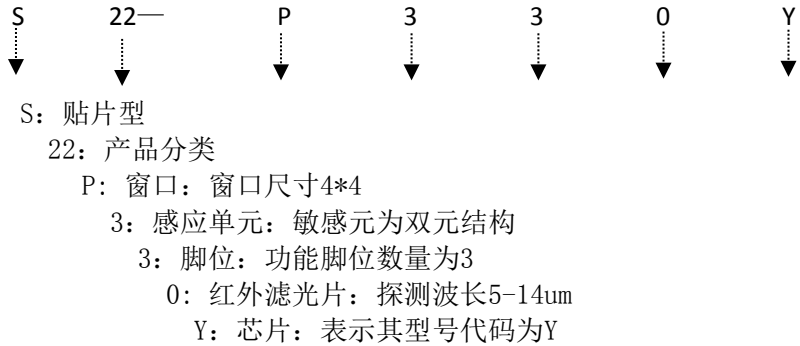 S 22— P 3 3 0 Y
S: 贴片型
22: 产品分类
P: 窗口: 窗口尺寸4*4
3: 感应单元: 敏感元为双元结构
3: 脚位: 功能脚位数量为3
0: 红外滤光片: 探测波长5-14um
Y: 芯片: 表示其型号代码为Y